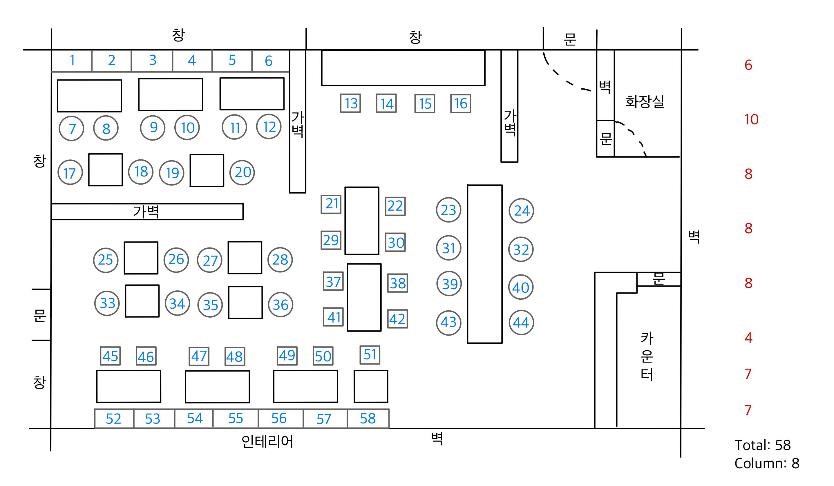 창 창 문
1 2 3 4 5 6 6
벽
화장실
13 14 15 16
가벽 가벽 10
7 8 9 10 11 12
문
창
17 18 19 20 8
21 22
23 24
가벽 8
29 30 31 32 벽
25 26 27 28
문
37 38 39 40 8
33 34 35 36
문
41 42 43 44
카운터
4
45 46 47 48 49 50 51
7
창
52 53 54 55 56 57 58 7
인테리어 벽
Total: 58
Column: 8